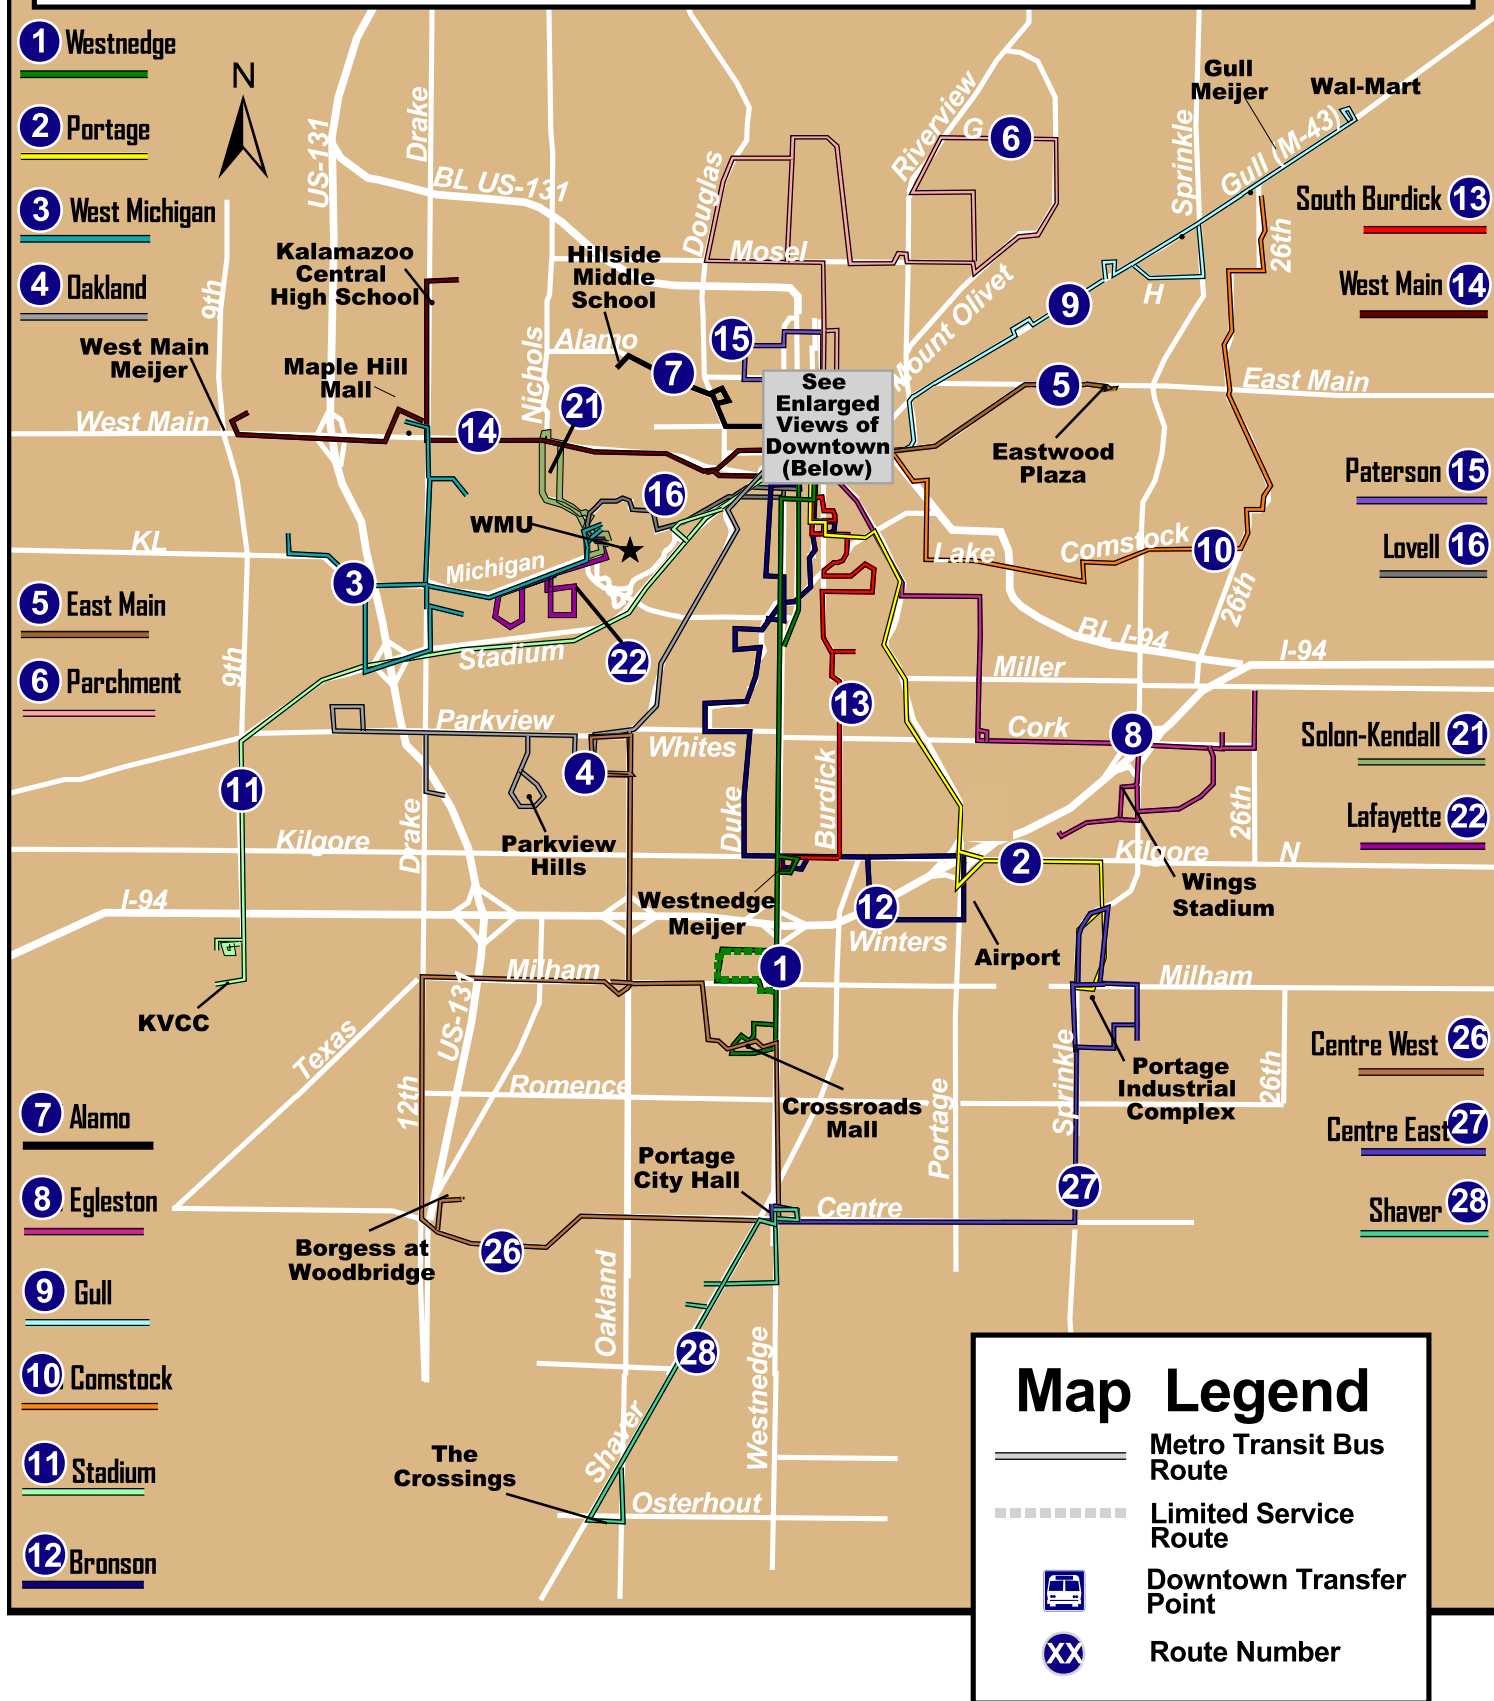 1 Westnedge
2 Portage
3 West Michigan
4 Oakland
5 East Main
6 Parchment
7 Alamo
8 Egleston
9 Gull
10 Comstock
11 Stadium
12 Bronson
South Burdick 13
West Main 14
Paterson 15
Lovell 16
Solon-Kendall 21
Lafayette 22
Centre West 26
Centre East 27
Shaver 28
N
US-131
Drake
BL US-131
Douglas
Riverview
G
6
Sprinkle
Gull
Meijer
Wal-Mart
Gull (M-43)
26th
9th
Kalamazoo
Central
High School
Hillside
Middle
School
Mosel
Mount Olivet
9
H
West Main
Meijer
Maple Hill
Mall
Nichols
Alamo
15
7
See
Enlarged
Views of
Downtown
(Below)
5
East Main
West Main
14
21
Eastwood
Plaza
16
WMU
KL
Michigan
3
Lake
Comstock
10
26th
9th
Stadium
22
BL I-94
I-94
Miller
13
Parkview
Whites
Cork
8
4
11
Drake
Parkview
Hills
Duke
Burdick
26th
Kilgore
Kilgore
N
2
I-94
Westnedge
Meijer
12
Winters
Wings
Stadium
Airport
Milham
1
Milham
KVCC
US-131
Texas
12th
Romence
Crossroads
Mall
Portage
Sprinkle
Portage
Industrial
Complex
26th
Portage
City Hall
Centre
27
Borgess at
Woodbridge
26
Oakland
28
Westnedge
Shaver
The
Crossings
Osterhout
Map Legend
Metro Transit Bus
Route
Limited Service
Route
Downtown Transfer
Point
XX Route Number